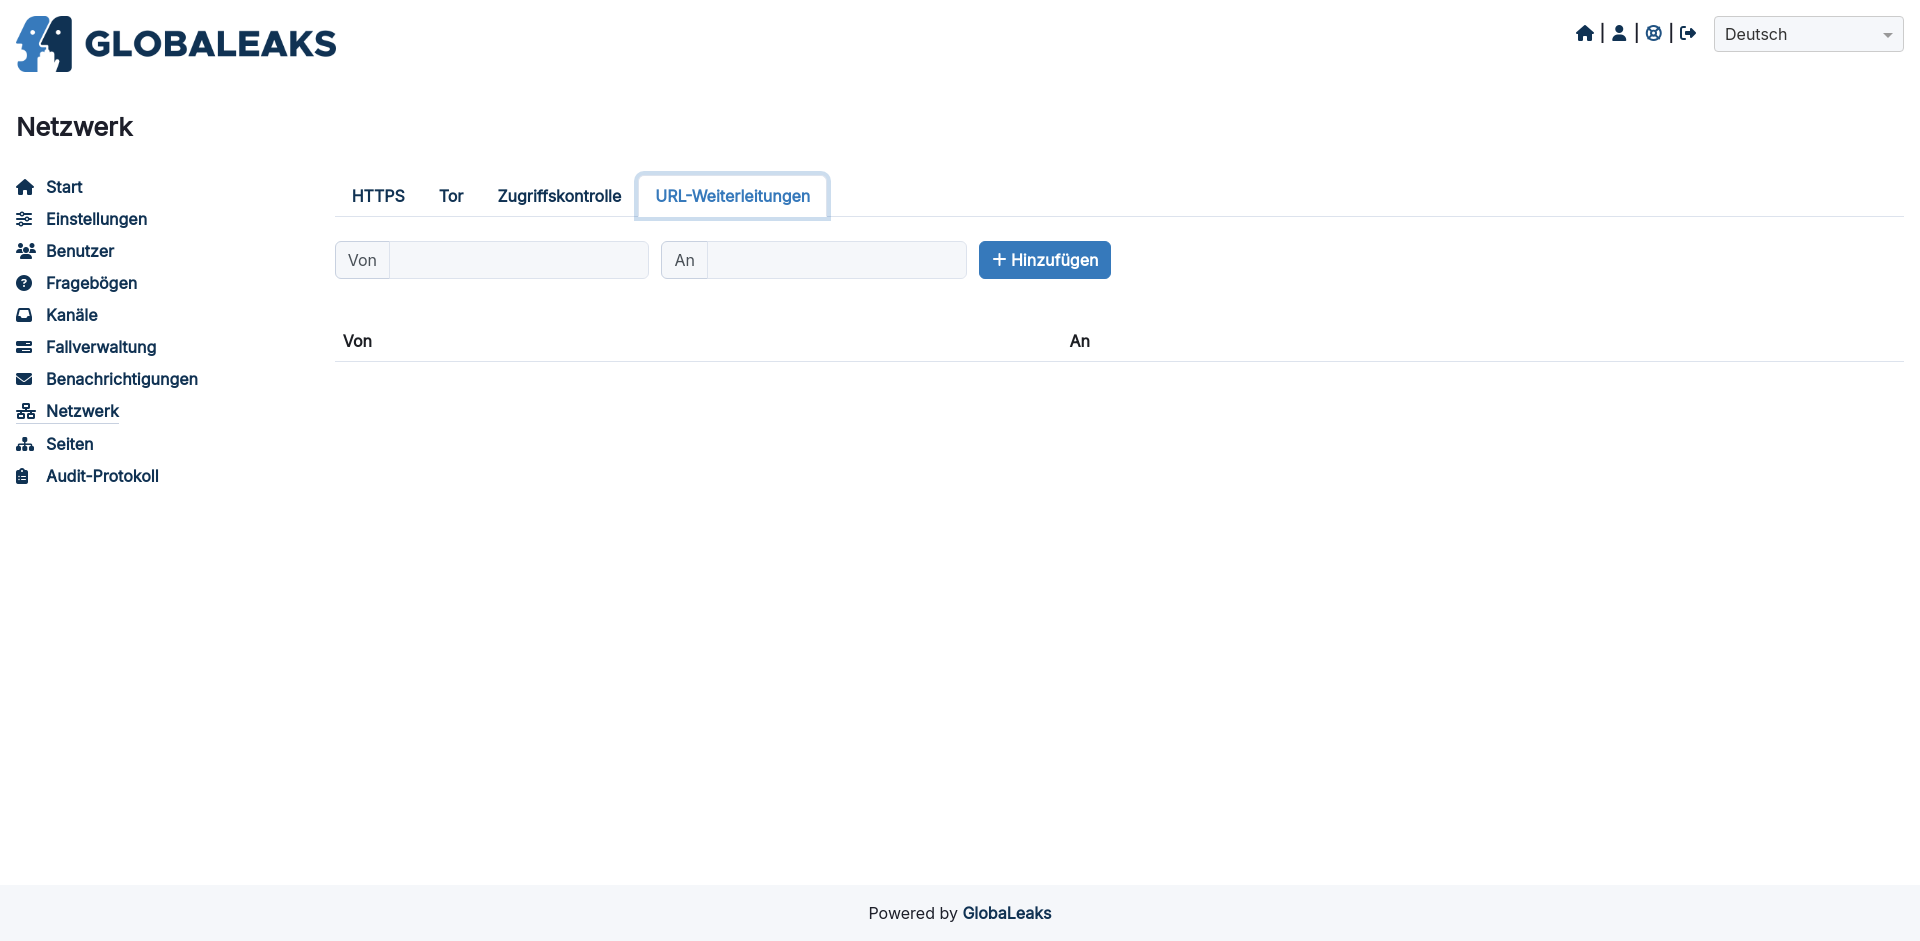 GLOBALEAKS
Deutsch
Netzwerk
Start
Einstellungen
Benutzer
Fragebögen
Kanäle
Fallverwaltung
Benachrichtigungen
Netzwerk
Seiten
Audit-Protokoll
HTTPS Tor Zugriffskontrolle URL-Weiterleitungen
Von An Hinzufügen
Von An
Powered by GlobaLeaks